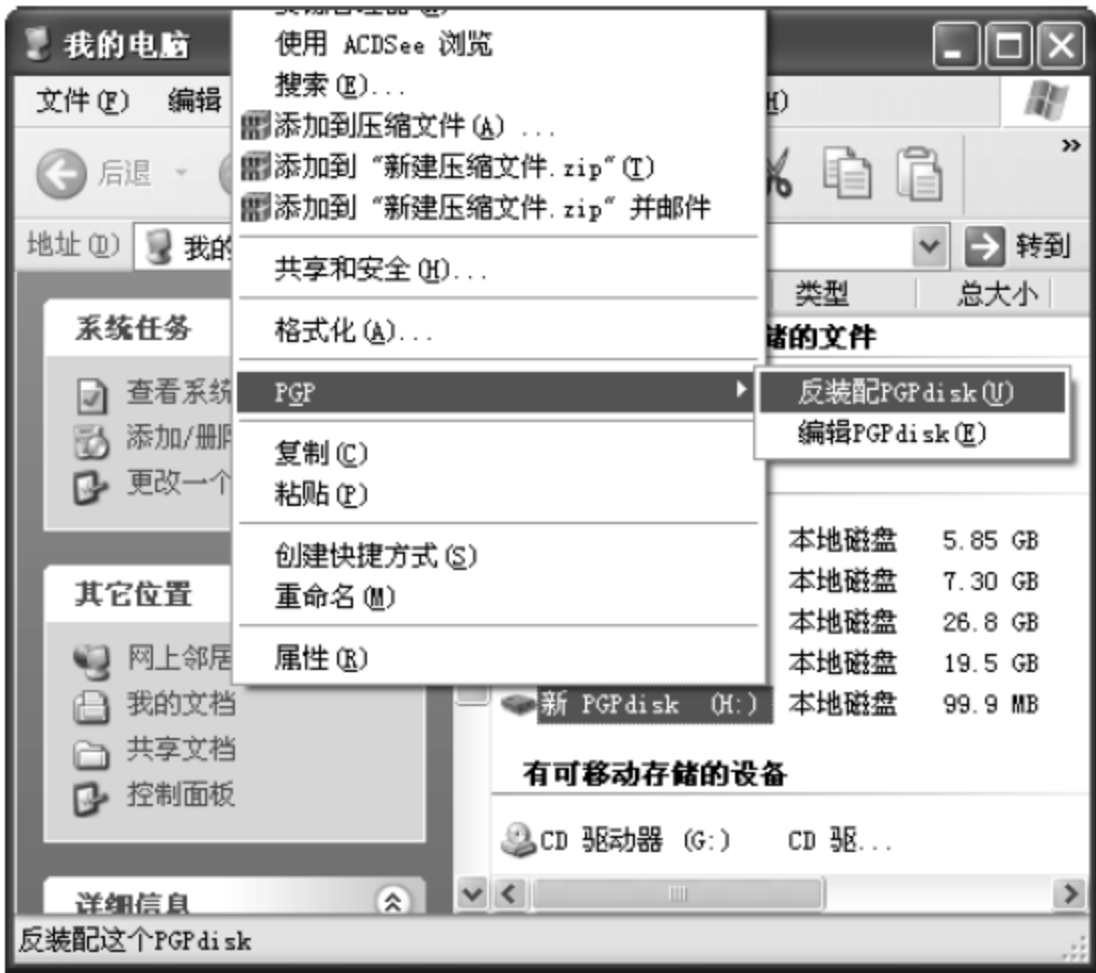 我的电脑
使用 ACDSee 浏览
搜索(E)...
添加到压缩文件(A) ...
添加到 "新建压缩文件.zip"(T)
添加到 "新建压缩文件.zip" 并邮件
共享和安全(H)...
格式化(A)...
PGP
反装配PGPdisk(U)
编辑PGPdisk(E)
复制(C)
粘贴(P)
创建快捷方式(S)
重命名(M)
属性(R)
文件(F) 编辑 H)
后退
地址(D) 我的 转到
类型 总大小
储的文件
系统任务
查看系统
添加/删
更改一个
其它位置
网上邻居
我的文档
共享文档
控制面板
详细信息
本地磁盘 5.85 GB
本地磁盘 7.30 GB
本地磁盘 26.8 GB
本地磁盘 19.5 GB
新 PGPdisk (H:) 本地磁盘 99.9 MB
有可移动存储的设备
CD 驱动器 (G:) CD 驱...
反装配这个PGPdisk